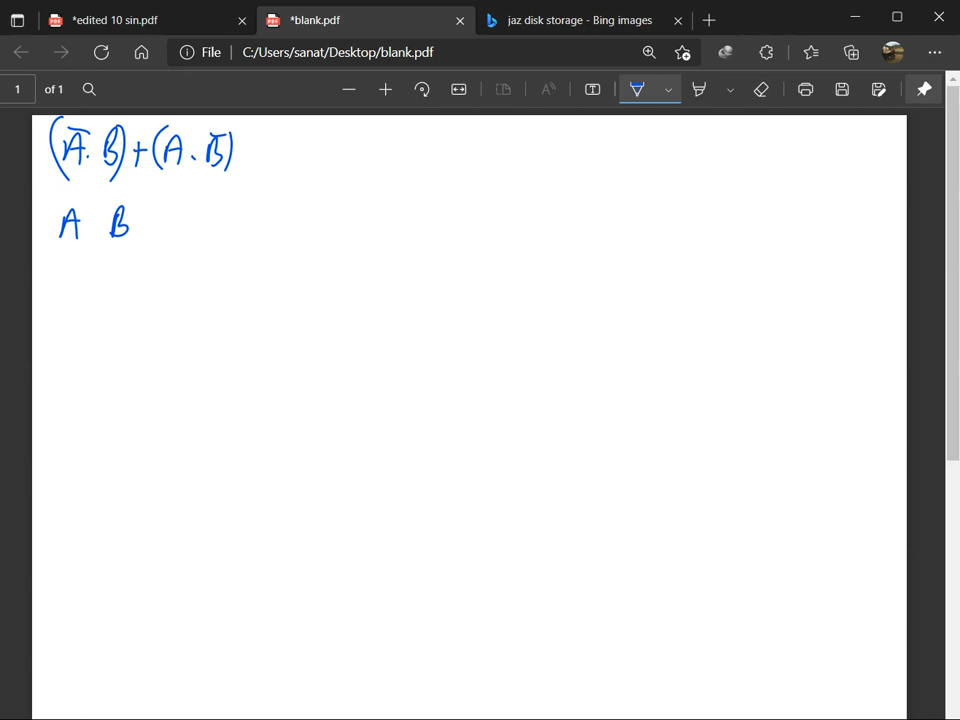 *edited 10 sin.pdf
*blank.pdf
jaz disk storage - Bing images
File
C:/Users/sanat/Desktop/blank.pdf
1 of 1
(A̅. B)+(A . B̅)
A B